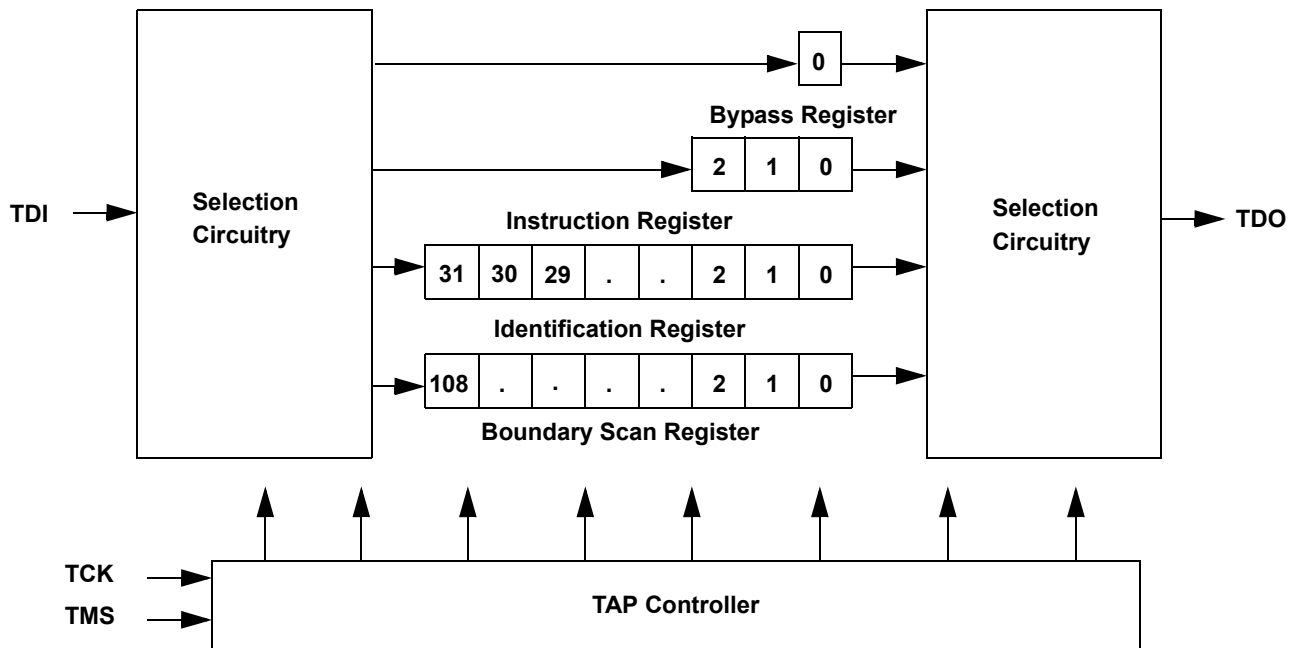 0
Bypass Register
2 1 0
Selection
Circuitry
TDI
Selection
Circuitry
TDO
Instruction Register
31 30 29 . . 2 1 0
Identification Register
108 . . . . 2 1 0
Boundary Scan Register
TCK
TMS
TAP Controller